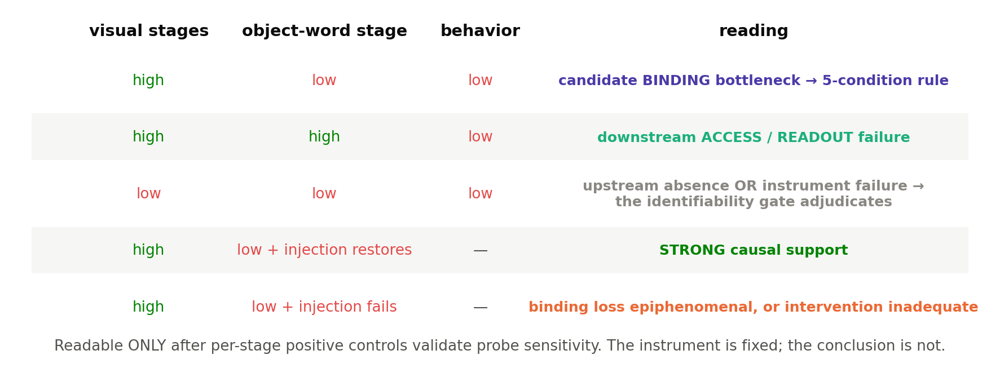 visual stages object-word stage behavior reading
high low low candidate BINDING bottleneck → 5-condition rule
high high low downstream ACCESS / READOUT failure
low low low upstream absence OR instrument failure →
the identifiability gate adjudicates
high low + injection restores — STRONG causal support
high low + injection fails — binding loss epiphenomenal, or intervention inadequate
Readable ONLY after per-stage positive controls validate probe sensitivity. The instrument is fixed; the conclusion is not.